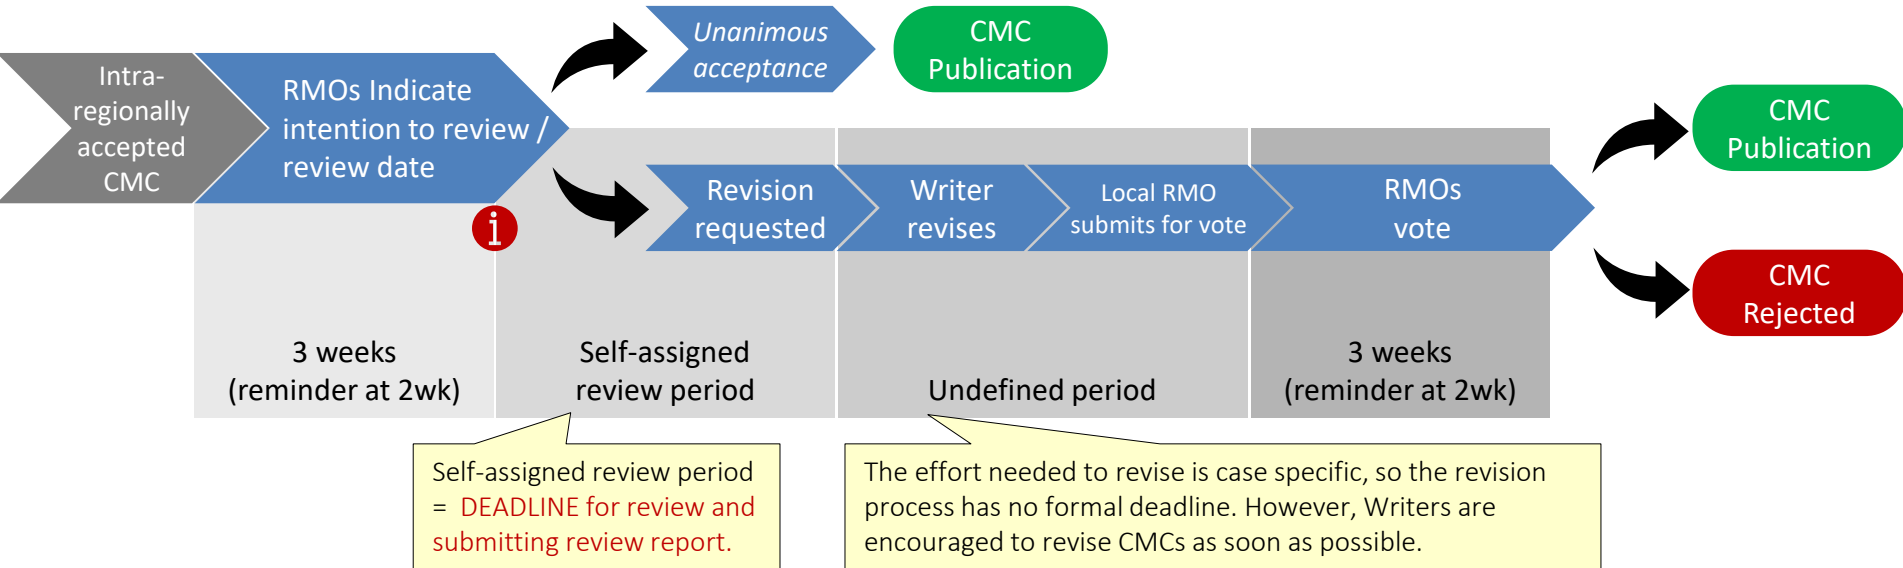 Intra-
regionally
accepted
CMC
RMOs Indicate
intention to review /
review date
Unanimous
acceptance
CMC
Publication
Revision
requested
Writer
revises
Local RMO
submits for vote
RMOs
vote
CMC
Publication
CMC
Rejected
i
3 weeks
(reminder at 2wk)
Self-assigned
review period
Undefined period
3 weeks
(reminder at 2wk)
Self-assigned review period
= DEADLINE for review and
submitting review report.
The effort needed to revise is case specific, so the revision
process has no formal deadline. However, Writers are
encouraged to revise CMCs as soon as possible.